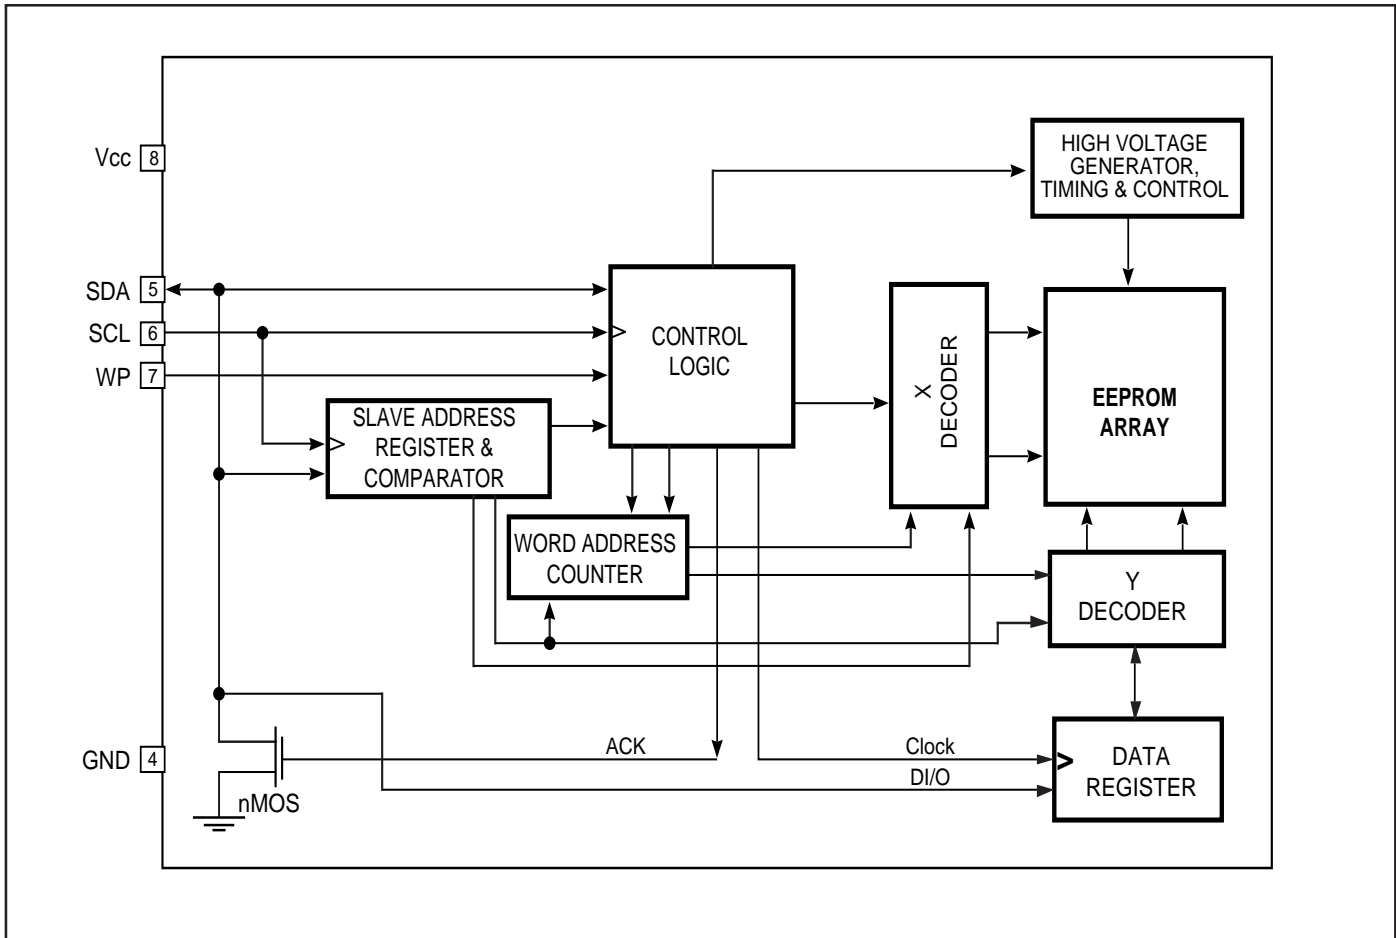 HIGH VOLTAGE
GENERATOR,
TIMING & CONTROL
Vcc 8
SDA 5
SCL 6
WP 7
CONTROL
LOGIC
X
DECODER
EEPROM
ARRAY
SLAVE ADDRESS
REGISTER &
COMPARATOR
WORD ADDRESS
COUNTER
Y
DECODER
GND 4
nMOS
ACK
Clock
DI/O
DATA
REGISTER